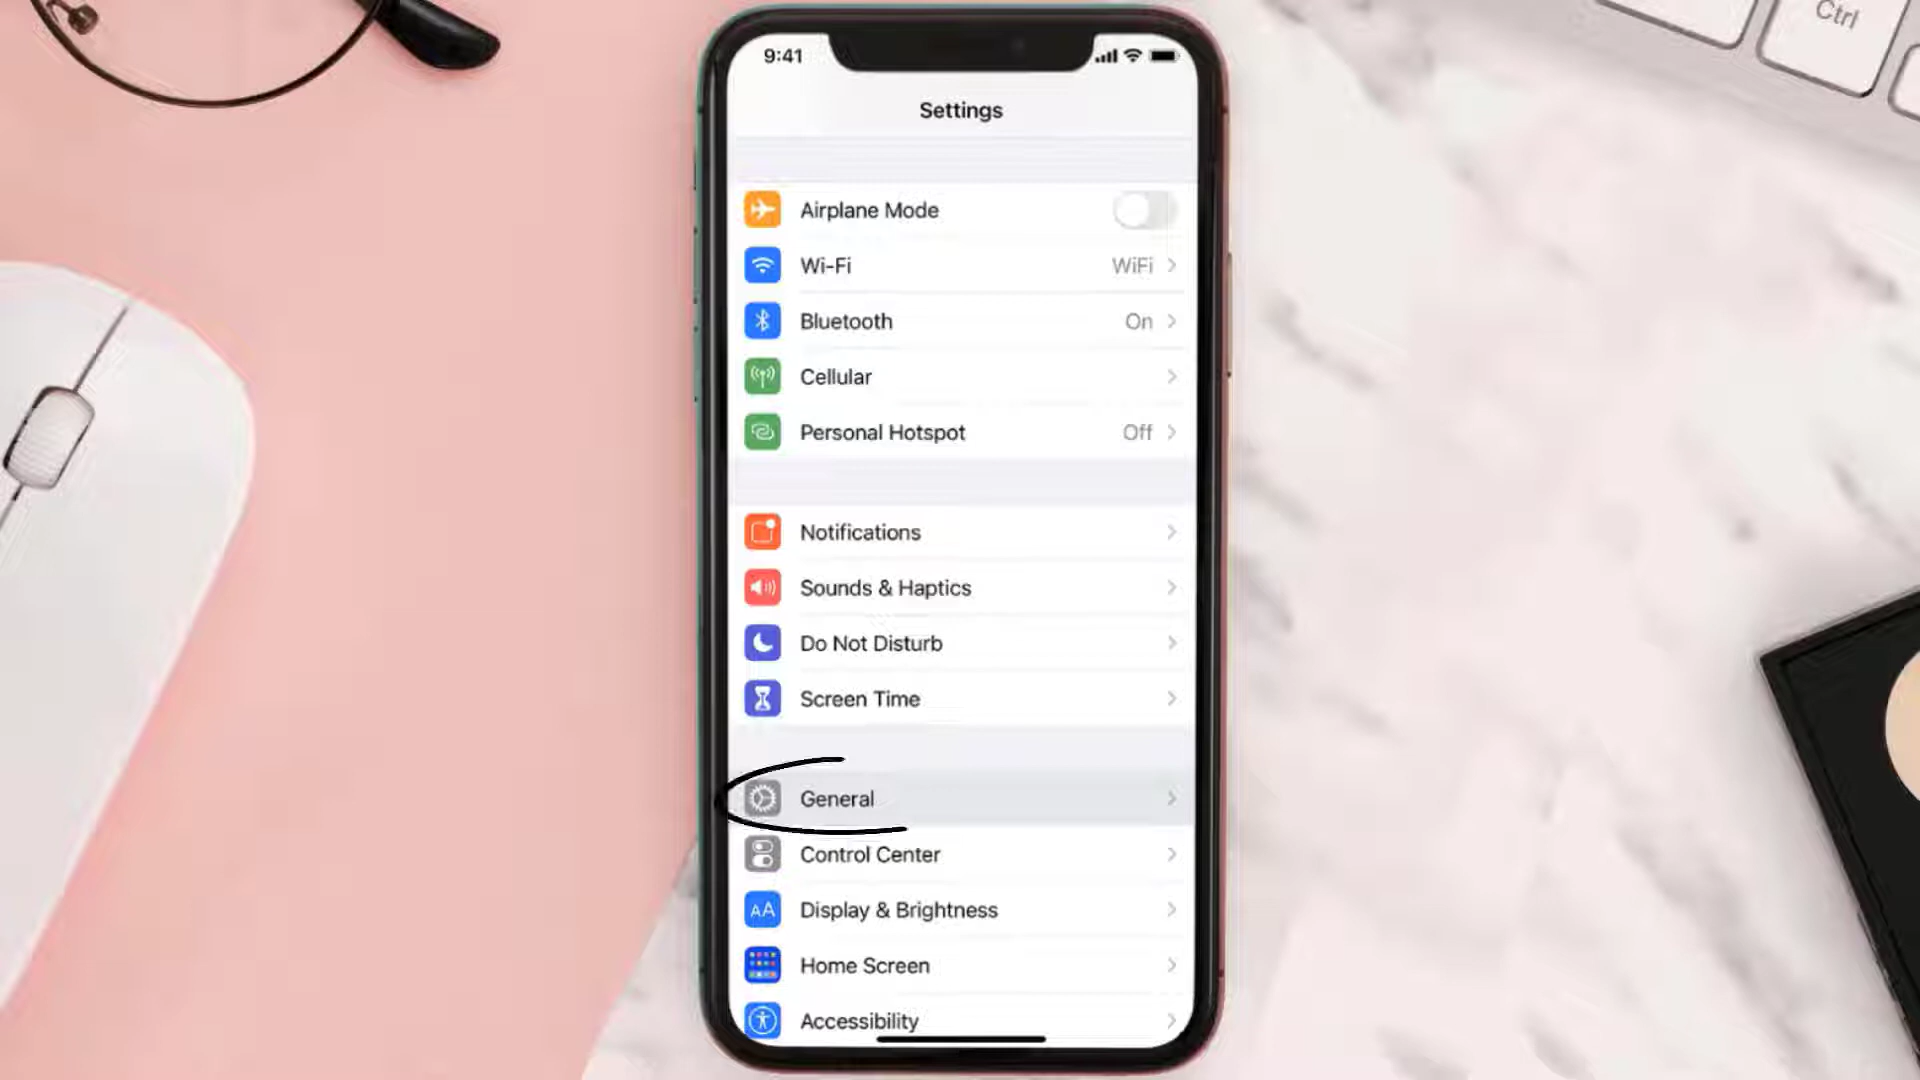 Ctrl
9:41
Settings
Airplane Mode
Wi-Fi WiFi
Bluetooth On
Cellular
Personal Hotspot Off
Notifications
Sounds & Haptics
Do Not Disturb
Screen Time
General
Control Center
AA Display & Brightness
Home Screen
Accessibility